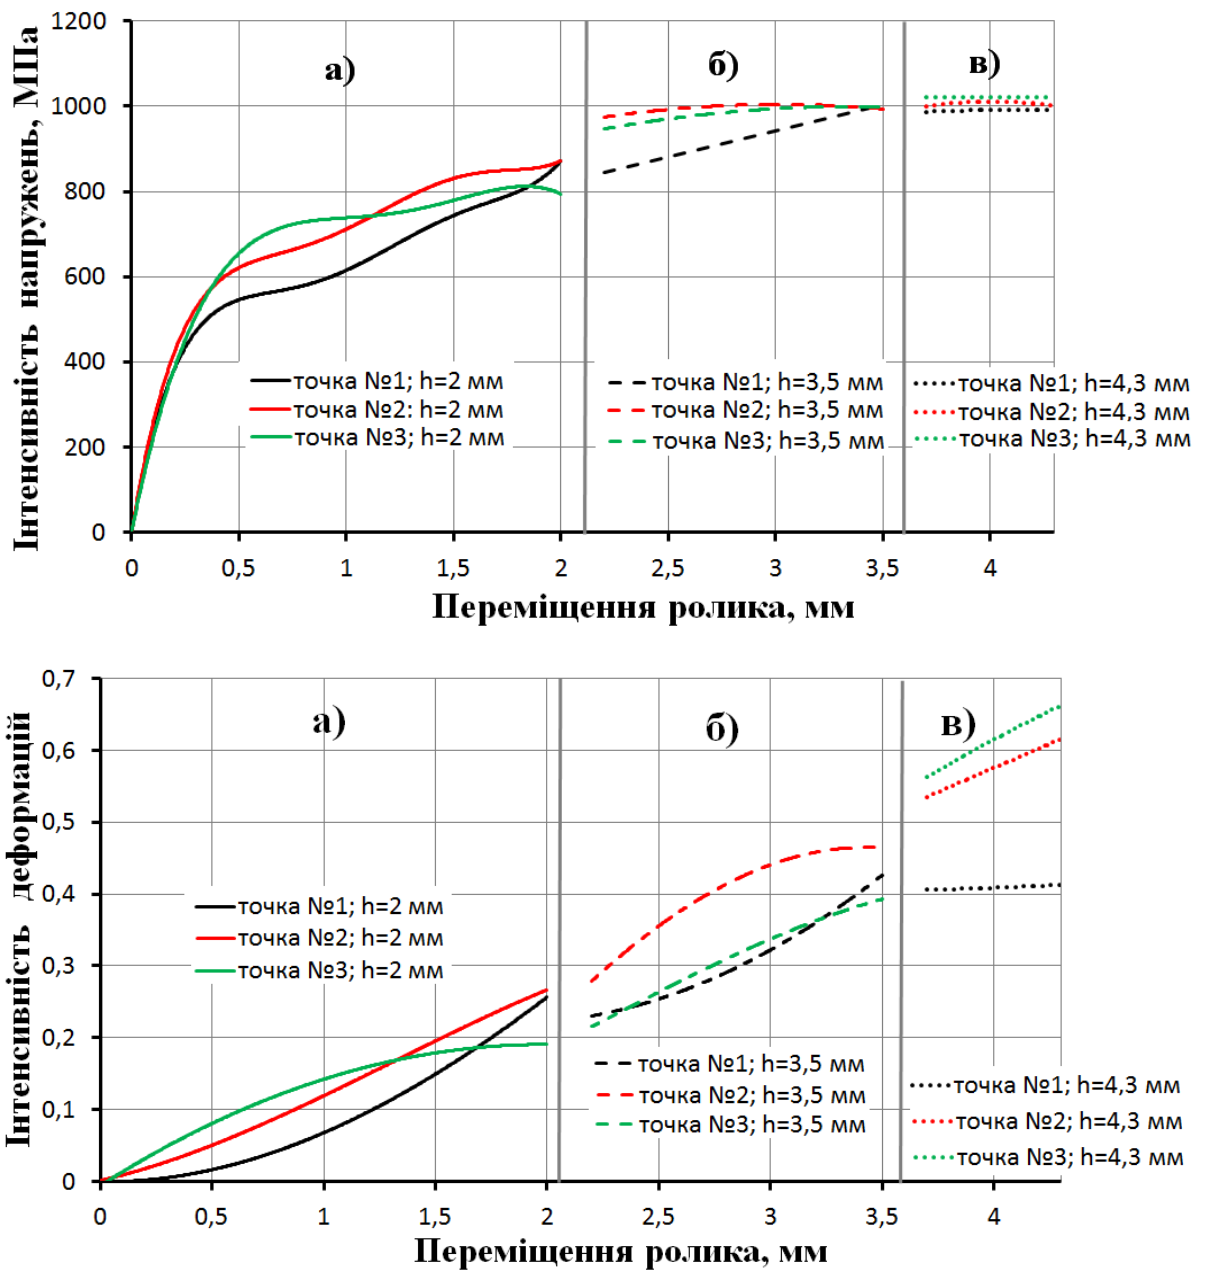 Інтенсивність напружень, МПа
1200
1000
800
600
400
200
0
а)
б)
в)
точка №1; h=2 мм
точка №2: h=2 мм
точка №3; h=2 мм
точка №1; h=3,5 мм
точка №2; h=3,5 мм
точка №3; h=3,5 мм
точка №1; h=4,3 мм
точка №2; h=4,3 мм
точка №3; h=4,3 мм
0 0,5 1 1,5 2 2,5 3 3,5 4
Переміщення ролика, мм
Інтенсивність деформацій
0,7
0,6
0,5
0,4
0,3
0,2
0,1
0
а)
б)
в)
точка №1; h=2 мм
точка №2; h=2 мм
точка №3; h=2 мм
точка №1; h=3,5 мм
точка №2; h=3,5 мм
точка №3; h=3,5 мм
точка №1; h=4,3 мм
точка №2; h=4,3 мм
точка №3; h=4,3 мм
0 0,5 1 1,5 2 2,5 3 3,5 4
Переміщення ролика, мм